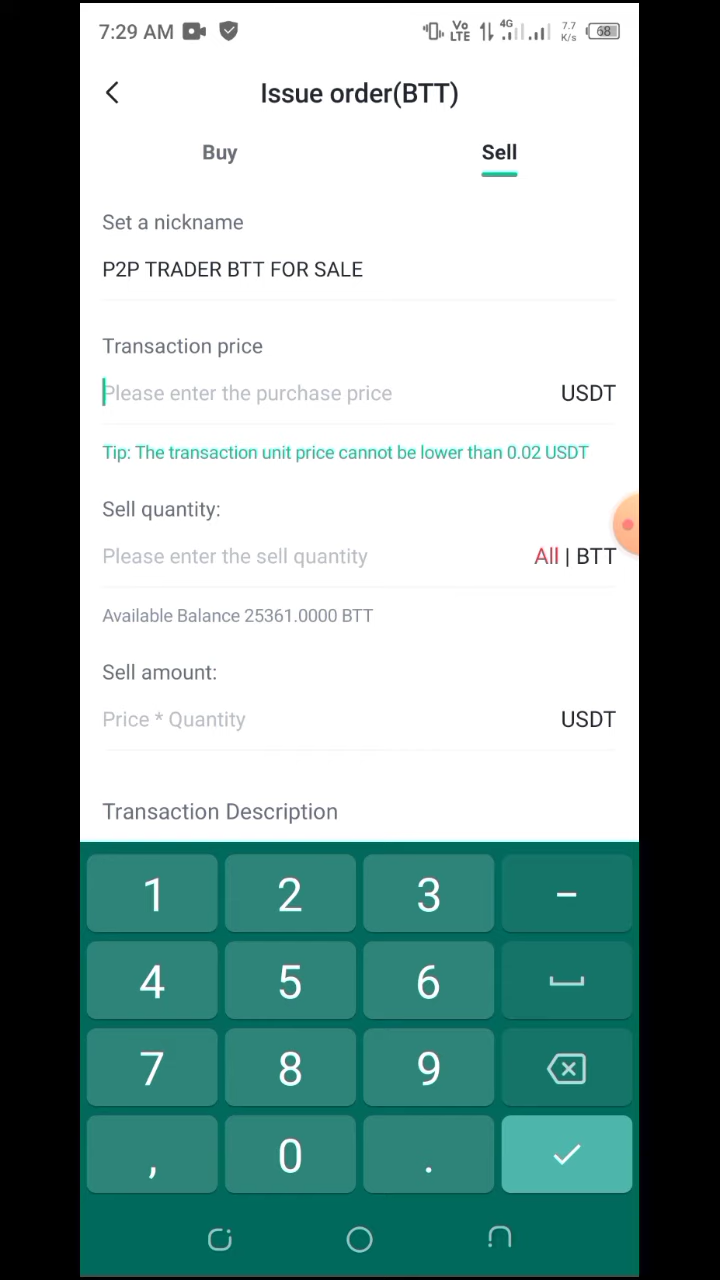 7:29 AM Vo LTE 4G 7.7 K/s 68
Issue order(BTT)
Buy Sell
Set a nickname
P2P TRADER BTT FOR SALE
Transaction price
Please enter the purchase price USDT
Tip: The transaction unit price cannot be lower than 0.02 USDT
Sell quantity:
Please enter the sell quantity All | BTT
Available Balance 25361.0000 BTT
Sell amount:
Price * Quantity USDT
Transaction Description
1 2 3 –
4 5 6
7 8 9
, 0 .